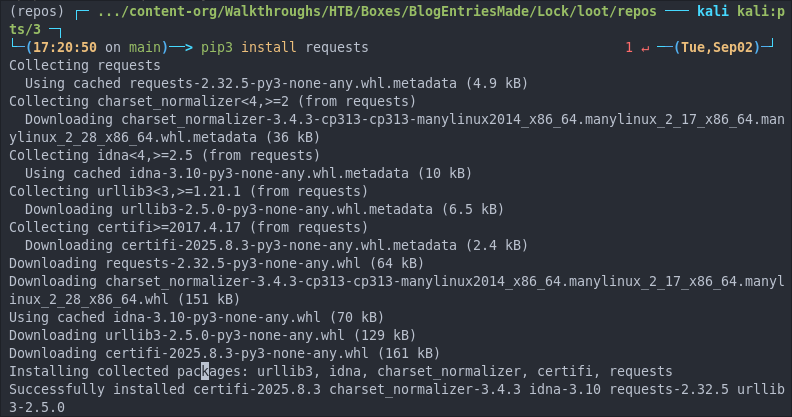 (repos) ┌─ .../content-org/Walkthroughs/HTB/Boxes/BlogEntriesMade/Lock/loot/repos ─── kali kali:p
ts/3 ─┐
└─(17:20:50 on main)──> pip3 install requests 1 ↵ ──(Tue,Sep02)─┘
Collecting requests
  Using cached requests-2.32.5-py3-none-any.whl.metadata (4.9 kB)
Collecting charset_normalizer<4,>=2 (from requests)
  Downloading charset_normalizer-3.4.3-cp313-cp313-manylinux2014_x86_64.manylinux_2_17_x86_64.man
ylinux_2_28_x86_64.whl.metadata (36 kB)
Collecting idna<4,>=2.5 (from requests)
  Using cached idna-3.10-py3-none-any.whl.metadata (10 kB)
Collecting urllib3<3,>=1.21.1 (from requests)
  Downloading urllib3-2.5.0-py3-none-any.whl.metadata (6.5 kB)
Collecting certifi>=2017.4.17 (from requests)
  Downloading certifi-2025.8.3-py3-none-any.whl.metadata (2.4 kB)
Downloading requests-2.32.5-py3-none-any.whl (64 kB)
Downloading charset_normalizer-3.4.3-cp313-cp313-manylinux2014_x86_64.manylinux_2_17_x86_64.manyl
inux_2_28_x86_64.whl (151 kB)
Using cached idna-3.10-py3-none-any.whl (70 kB)
Downloading urllib3-2.5.0-py3-none-any.whl (129 kB)
Downloading certifi-2025.8.3-py3-none-any.whl (161 kB)
Installing collected packages: urllib3, idna, charset_normalizer, certifi, requests
Successfully installed certifi-2025.8.3 charset_normalizer-3.4.3 idna-3.10 requests-2.32.5 urllib
3-2.5.0